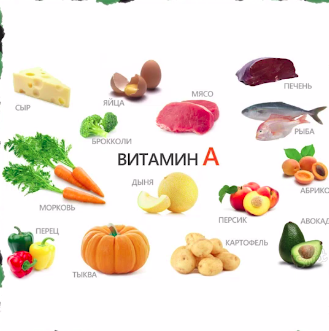 СЫР
ЯЙЦА
МЯСО
ПЕЧЕНЬ
БРОККОЛИ
РЫБА
ВИТАМИН А
ДЫНЯ
АБРИКО
МОРКОВЬ
ПЕРСИК
АВОКАД
ПЕРЕЦ
ТЫКВА
КАРТОФЕЛЬ